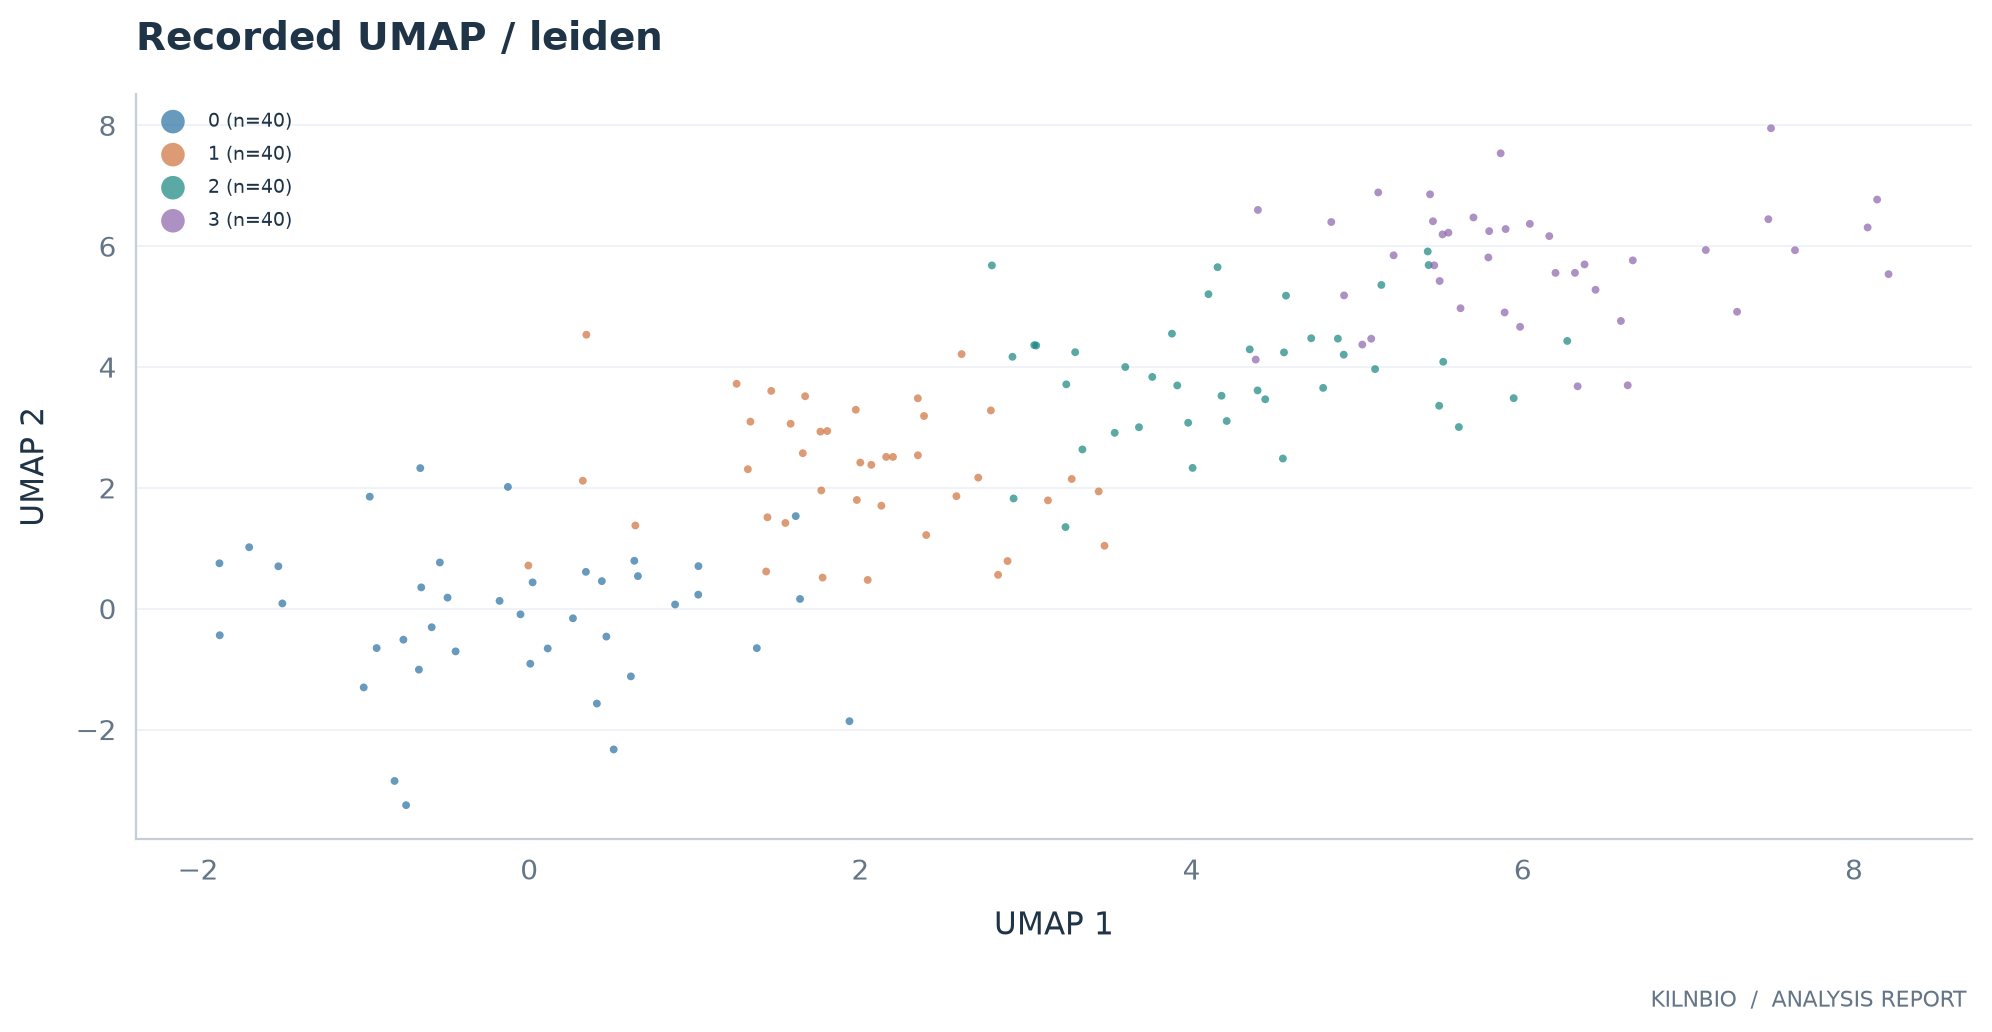 Recorded UMAP / leiden
0 (n=40)
1 (n=40)
2 (n=40)
3 (n=40)
UMAP 2
8
6
4
2
0
−2
−2 0 2 4 6 8
UMAP 1
KILNBIO / ANALYSIS REPORT